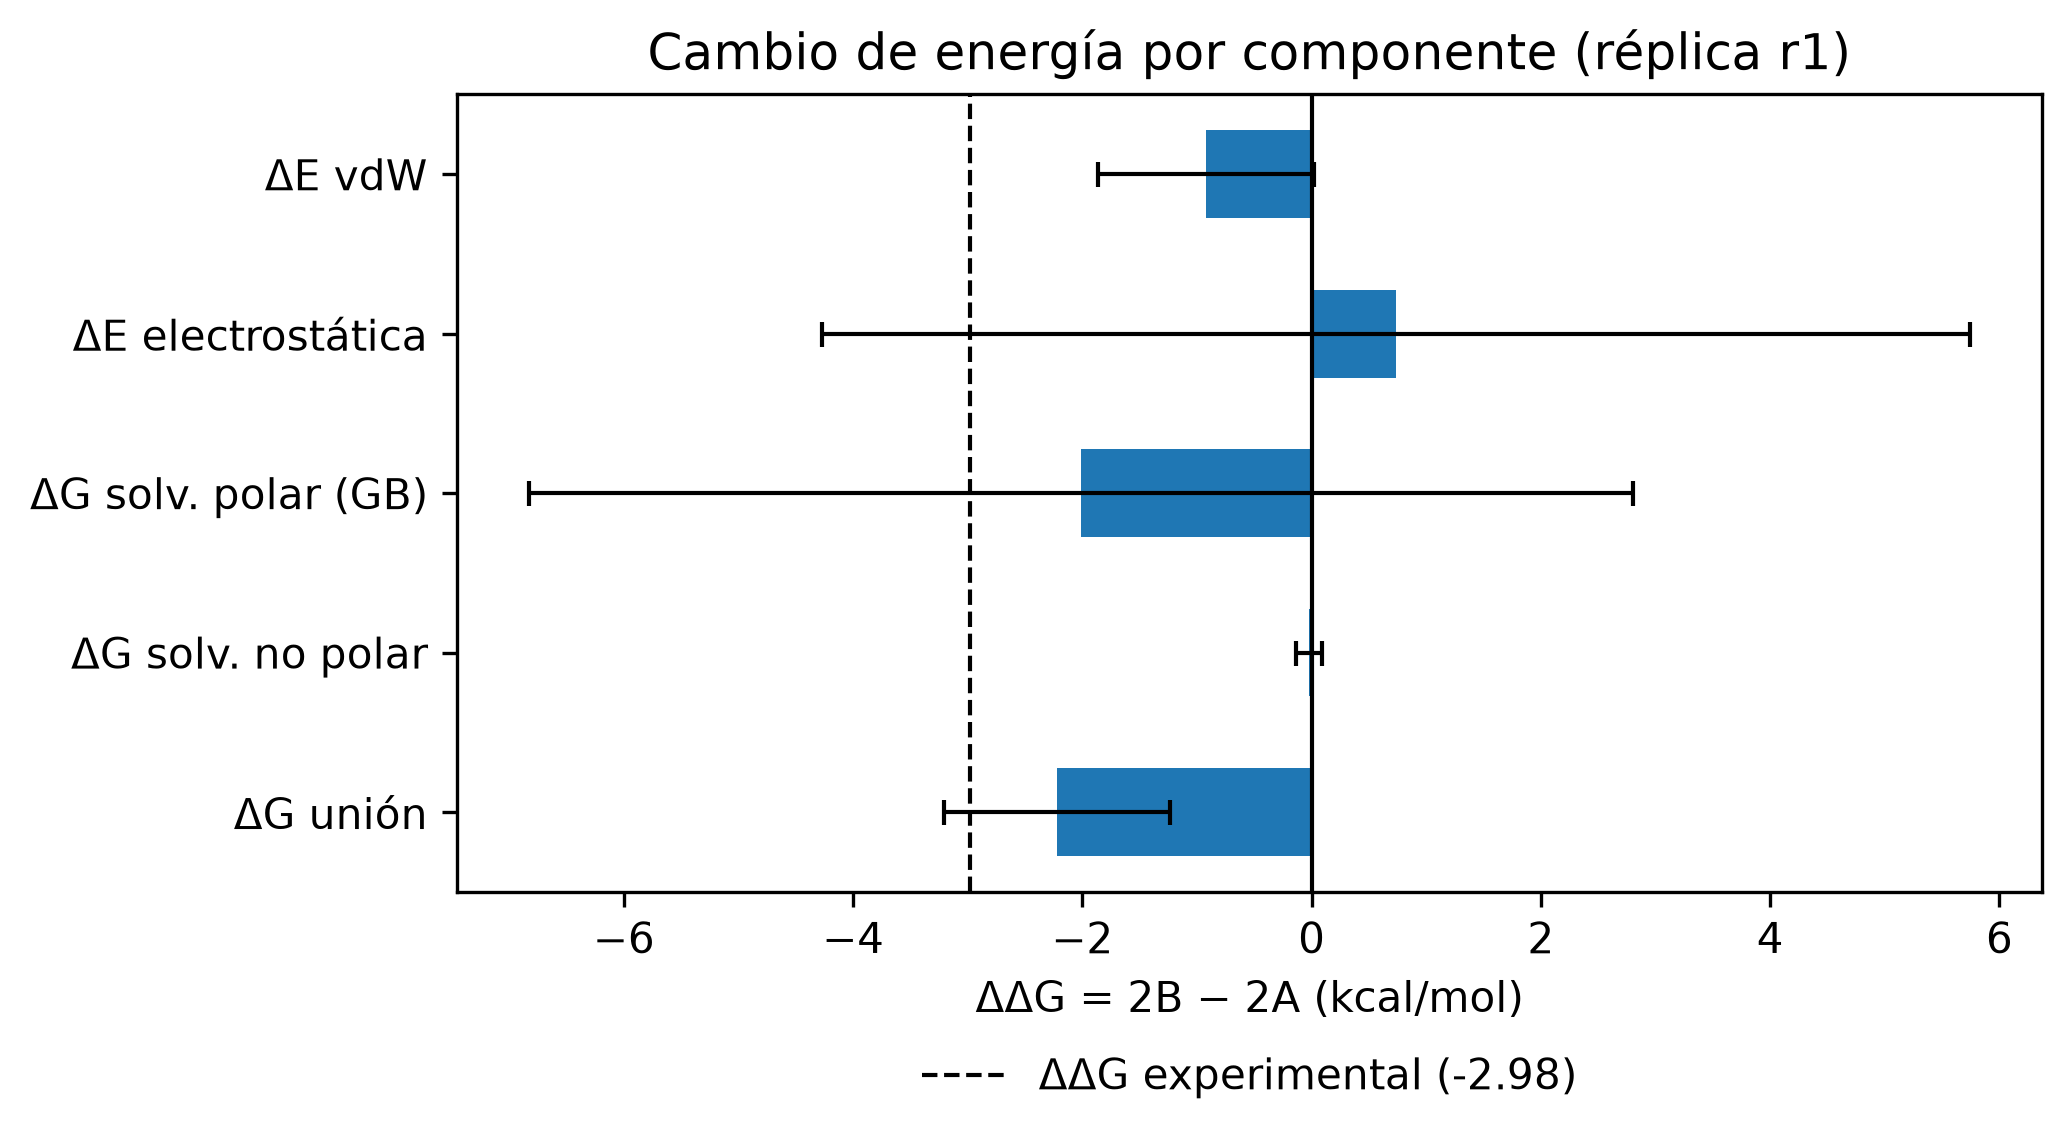 Cambio de energía por componente (réplica r1)
ΔE vdW
ΔE electrostática
ΔG solv. polar (GB)
ΔG solv. no polar
ΔG unión
−6 −4 −2 0 2 4 6
ΔΔG = 2B − 2A (kcal/mol)
ΔΔG experimental (-2.98)